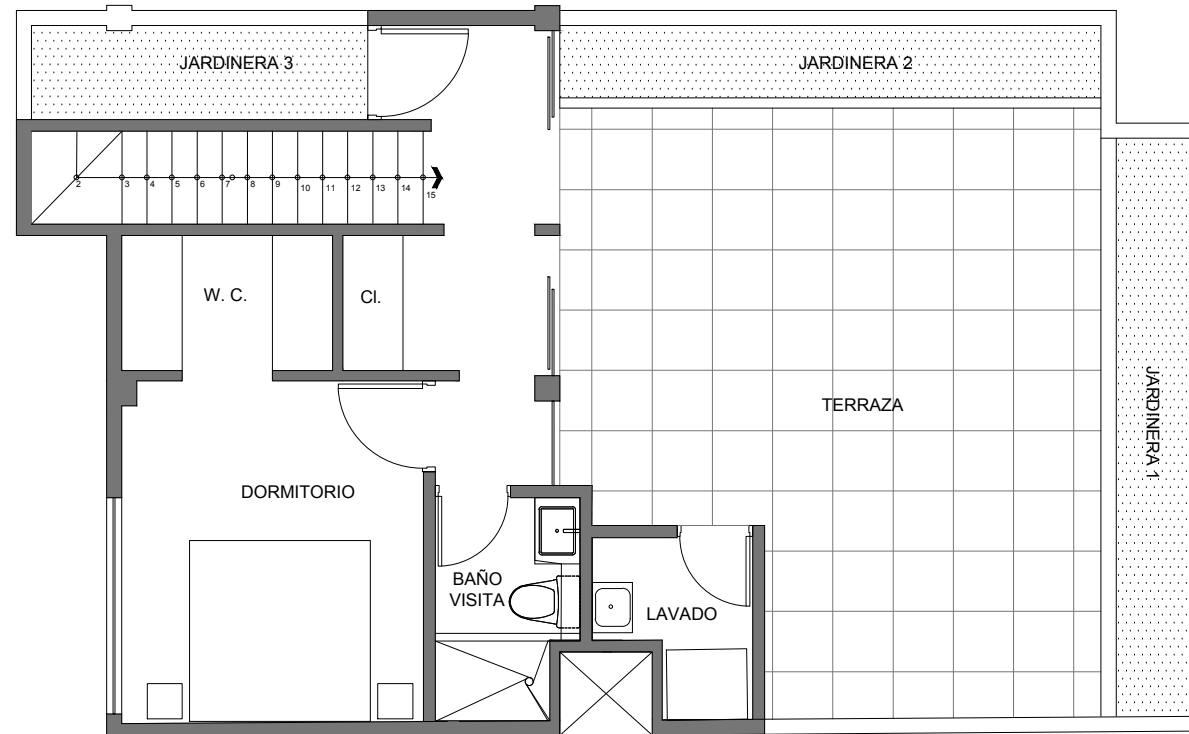 JARDINERA 3
JARDINERA 2
2
3
4
5
6
7
8
9
10
11
12
13
14
15
W. C.
Cl.
JARDINERA 1
TERRAZA
DORMITORIO
BAÑO
VISITA
LAVADO